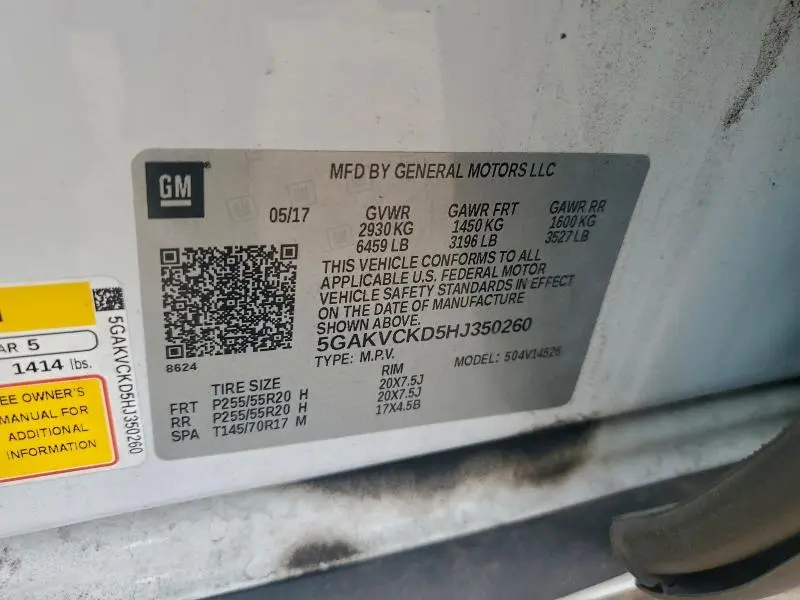 GM
MFD BY GENERAL MOTORS LLC
05/17 GVWR GAWR FRT GAWR RR
2930 KG 1450 KG 1600 KG
6459 LB 3196 LB 3527 LB
THIS VEHICLE CONFORMS TO ALL
APPLICABLE U.S. FEDERAL MOTOR
VEHICLE SAFETY STANDARDS IN EFFECT
ON THE DATE OF MANUFACTURE
SHOWN ABOVE.
5GAKVCKD5HJ350260
TYPE: M.P.V. MODEL: 504V14526
8624
TIRE SIZE RIM
FRT P255/55R20 H 20X7.5J
RR P255/55R20 H 20X7.5J
SPA T145/70R17 M 17X4.5B
AR 5
1414 lbs.
EE OWNER'S
MANUAL FOR
ADDITIONAL
INFORMATION
5GAKVCKD5HJ350260